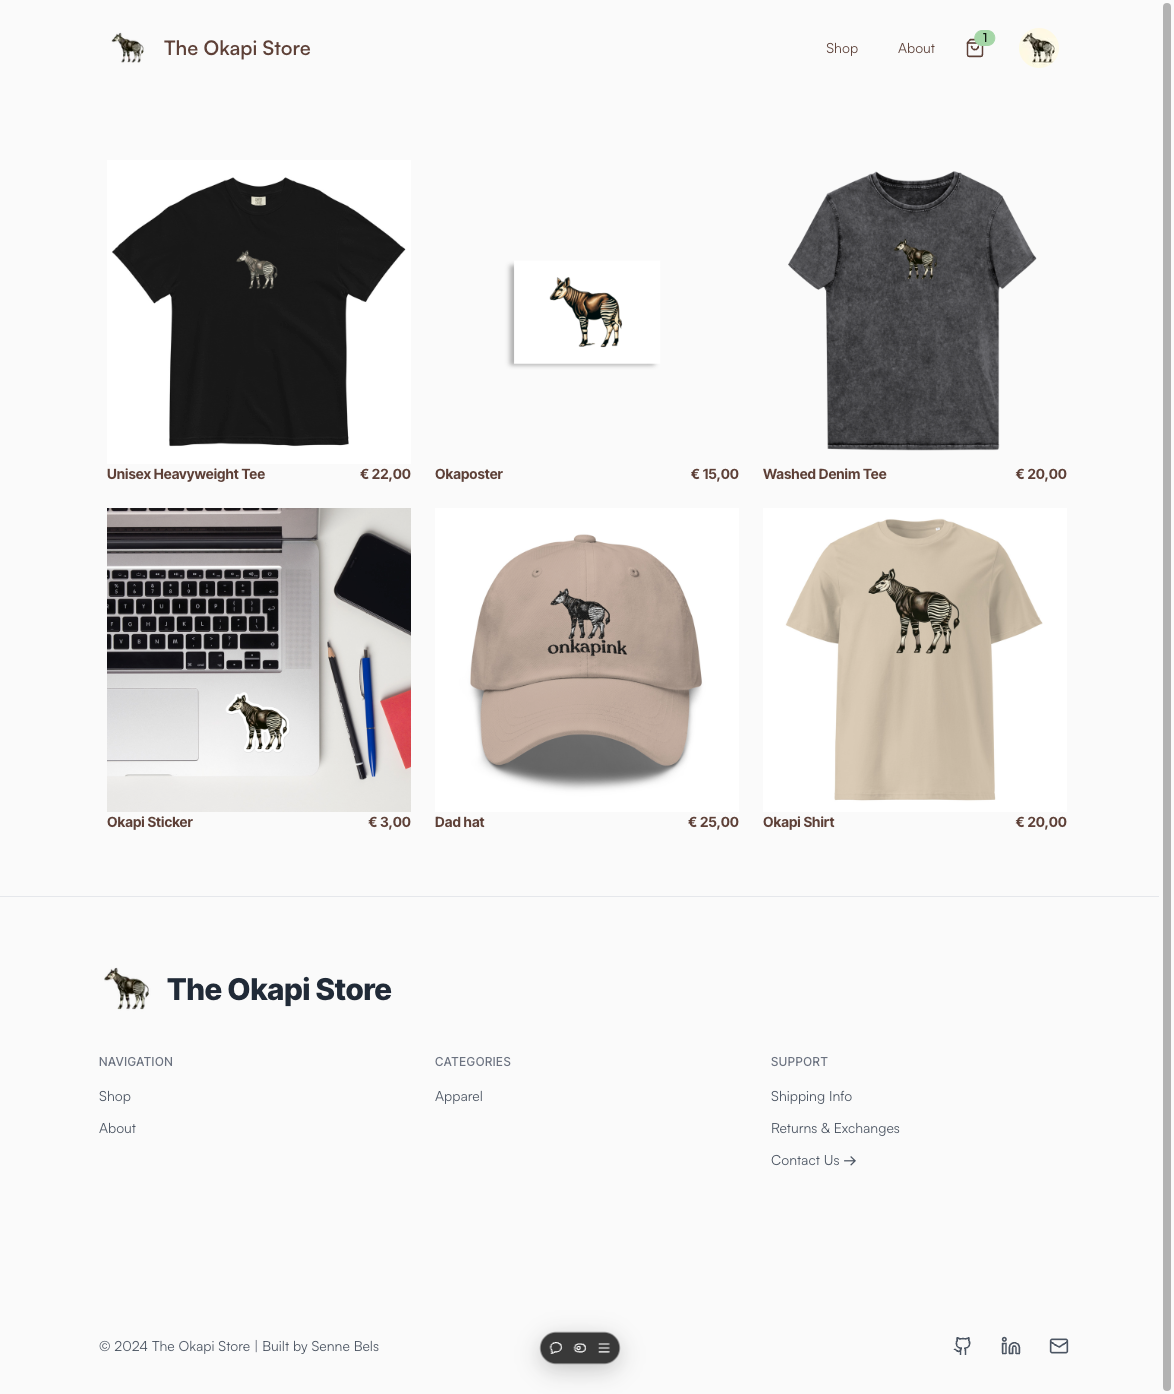 The Okapi Store
Shop
About
1
Unisex Heavyweight Tee
€ 22,00
Okaposter
€ 15,00
Washed Denim Tee
€ 20,00
onkapink
Okapi Sticker
€ 3,00
Dad hat
€ 25,00
Okapi Shirt
€ 20,00
The Okapi Store
NAVIGATION
CATEGORIES
SUPPORT
Shop
Apparel
Shipping Info
About
Returns & Exchanges
Contact Us →
© 2024 The Okapi Store | Built by Senne Bels
in